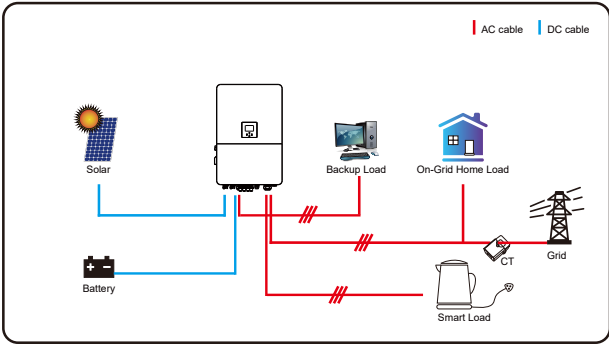 AC cable
DC cable
Solar
Backup Load
On-Grid Home Load
CT
Grid
Battery
Smart Load